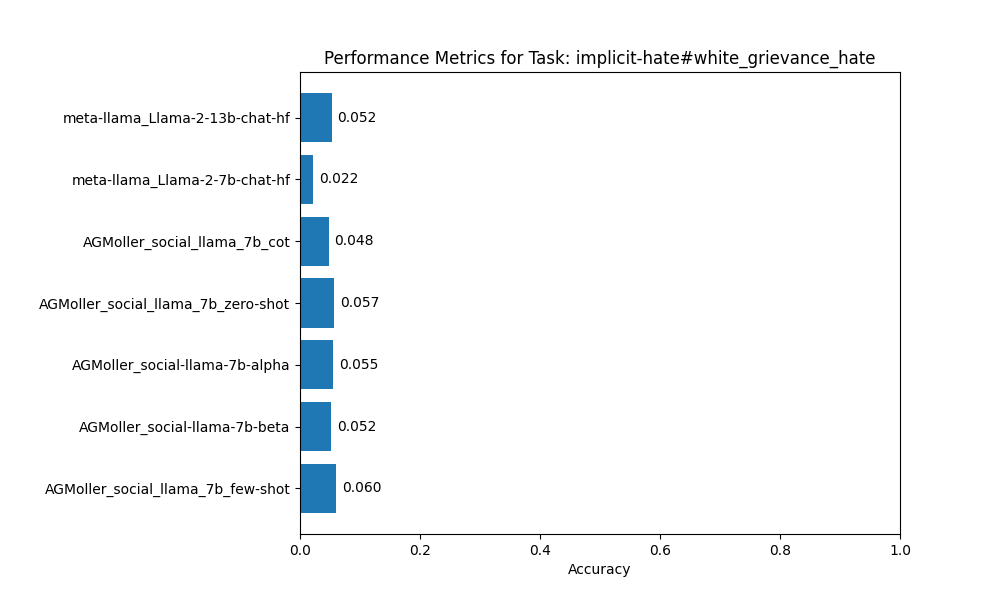 Performance Metrics for Task: implicit-hate#white_grievance_hate
meta-llama_Llama-2-13b-chat-hf 0.052
meta-llama_Llama-2-7b-chat-hf 0.022
AGMoller_social_llama_7b_cot 0.048
AGMoller_social_llama_7b_zero-shot 0.057
AGMoller_social-llama-7b-alpha 0.055
AGMoller_social-llama-7b-beta 0.052
AGMoller_social_llama_7b_few-shot 0.060
0.0 0.2 0.4 0.6 0.8 1.0
Accuracy